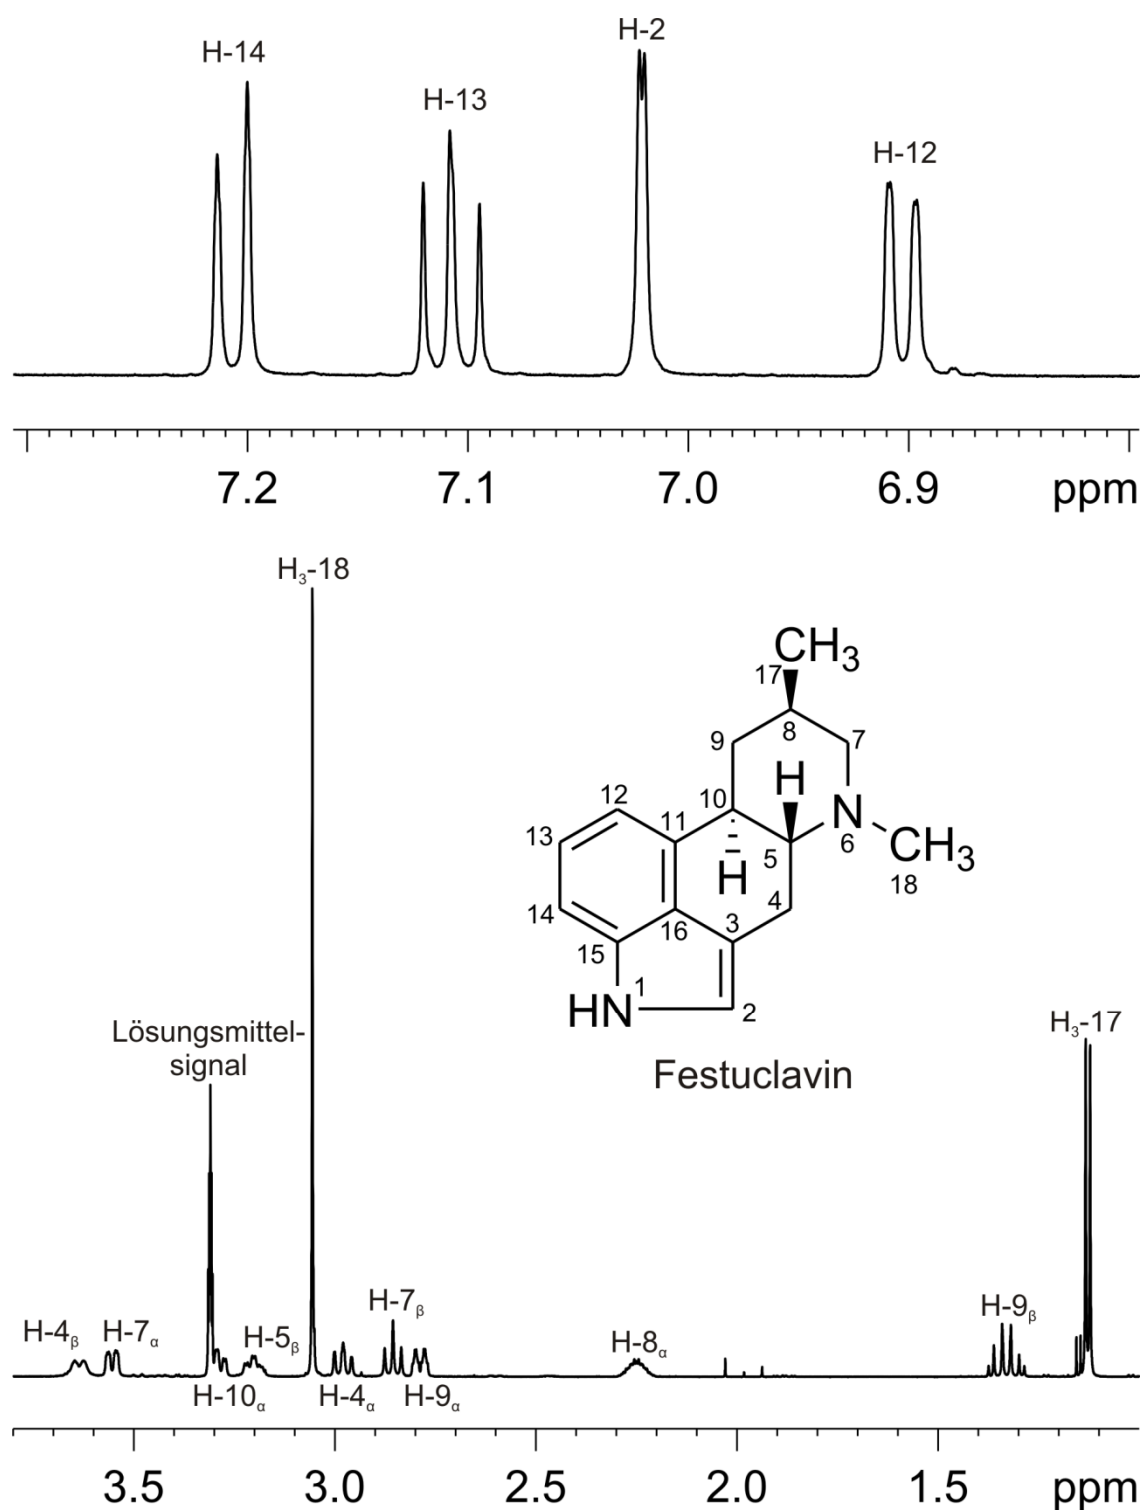 H-14
H-13
H-2
H-12
7.2 7.1 7.0 6.9 ppm
H₃-18
CH₃
17
9
8
7
H
12
10
N
11
6
13
5
CH₃
H
18
14
4
3
16
15
1
HN
2
Lösungsmittel-
signal
Festuclavin
H₃-17
H-4β
H-7α
H-5β
H-7β
H-8α
H-9β
H-10α
H-4α
H-9α
3.5 3.0 2.5 2.0 1.5 ppm